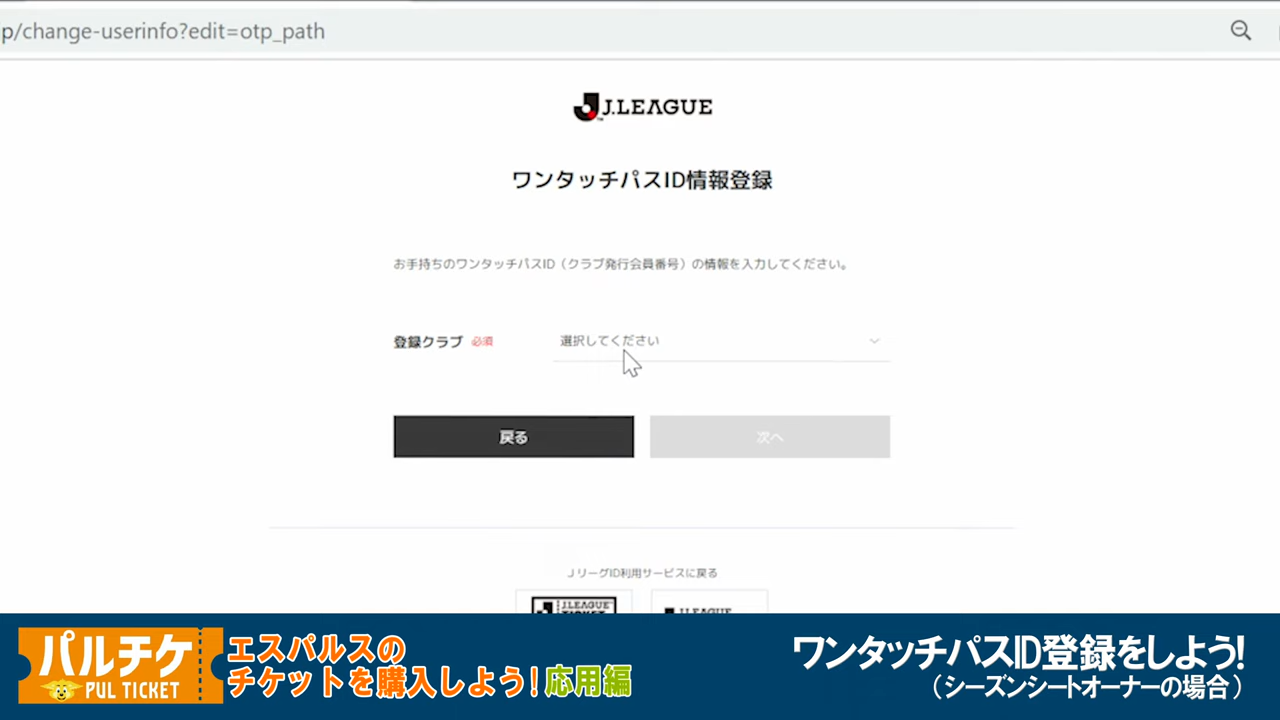 p/change-userinfo?edit=otp_path
J.LEAGUE
ワンタッチパスID情報登録
お手持ちのワンタッチパスID（クラブ発行会員番号）の情報を入力してください。
登録クラブ 必須
選択してください
戻る
次へ
JリーグID利用サービスに戻る
J.LEAGUE
TICKET
J.LEAGUE
パルチケ
PUL TICKET
エスパルスの
チケットを購入しよう！応用編
ワンタッチパスID登録をしよう！
（シーズンシートオーナーの場合）